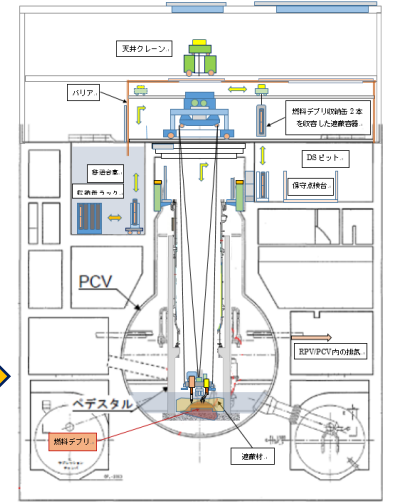 天井クレーン
バリア
燃料デブリ収納缶2本
を収容した遮蔽容器
移送台車
収納缶ラック
DSピット
保守点検台
PCV
RPV/PCV内の排気
ペデスタル
燃料デブリ
遮蔽材